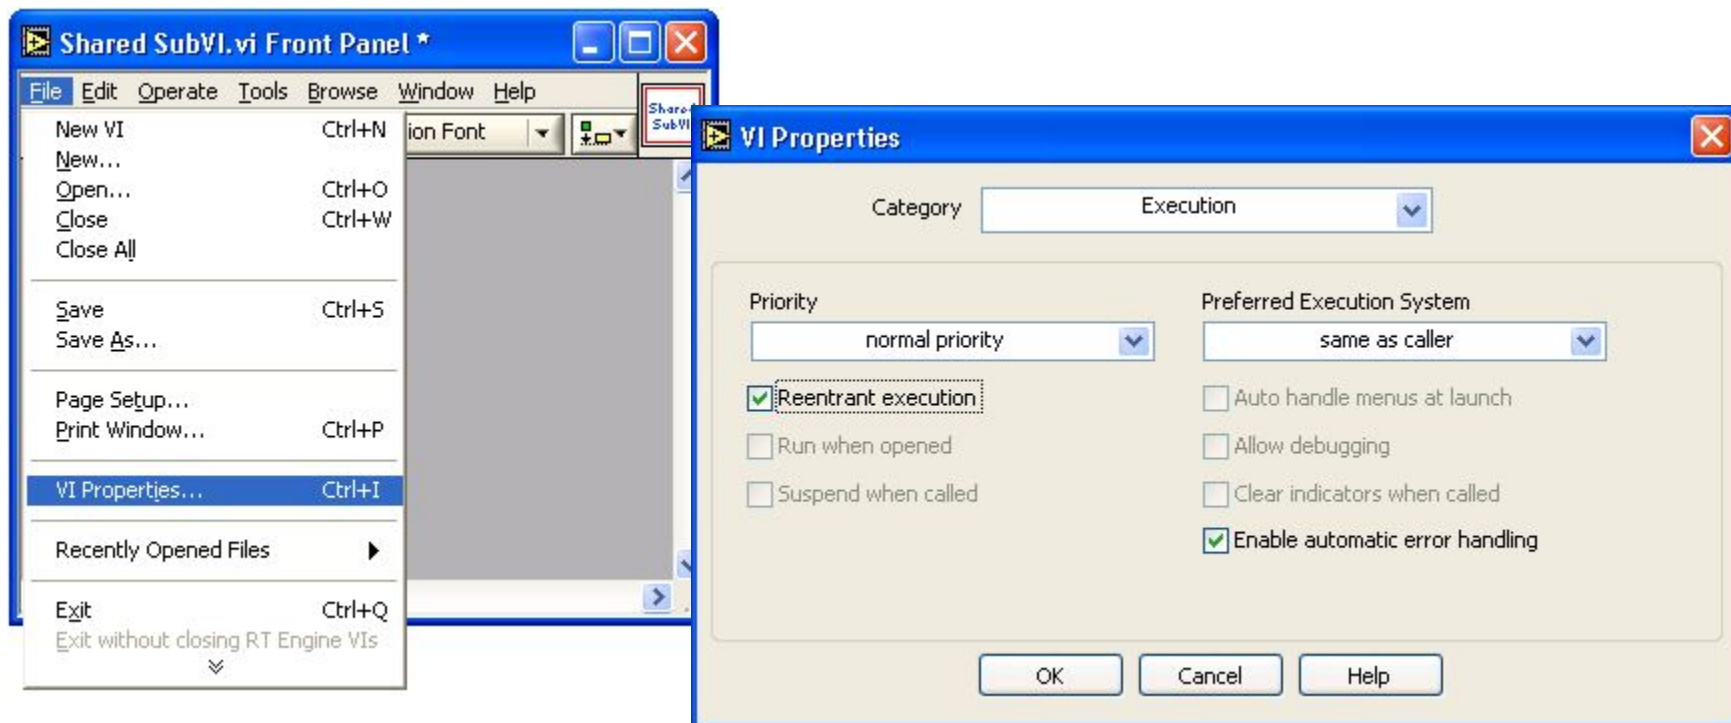 Shared SubVI.vi Front Panel *
File Edit Operate Tools Browse Window Help
ion Font
Shared
SubVI
New VI Ctrl+N
New...
Open... Ctrl+O
Close Ctrl+W
Close All
Save Ctrl+S
Save As...
Page Setup...
Print Window... Ctrl+P
VI Properties... Ctrl+I
Recently Opened Files
Exit Ctrl+Q
Exit without closing RT Engine VIs
VI Properties
Category Execution
Priority Preferred Execution System
normal priority same as caller
Reentrant execution Auto handle menus at launch
Run when opened Allow debugging
Suspend when called Clear indicators when called
Enable automatic error handling
OK Cancel Help